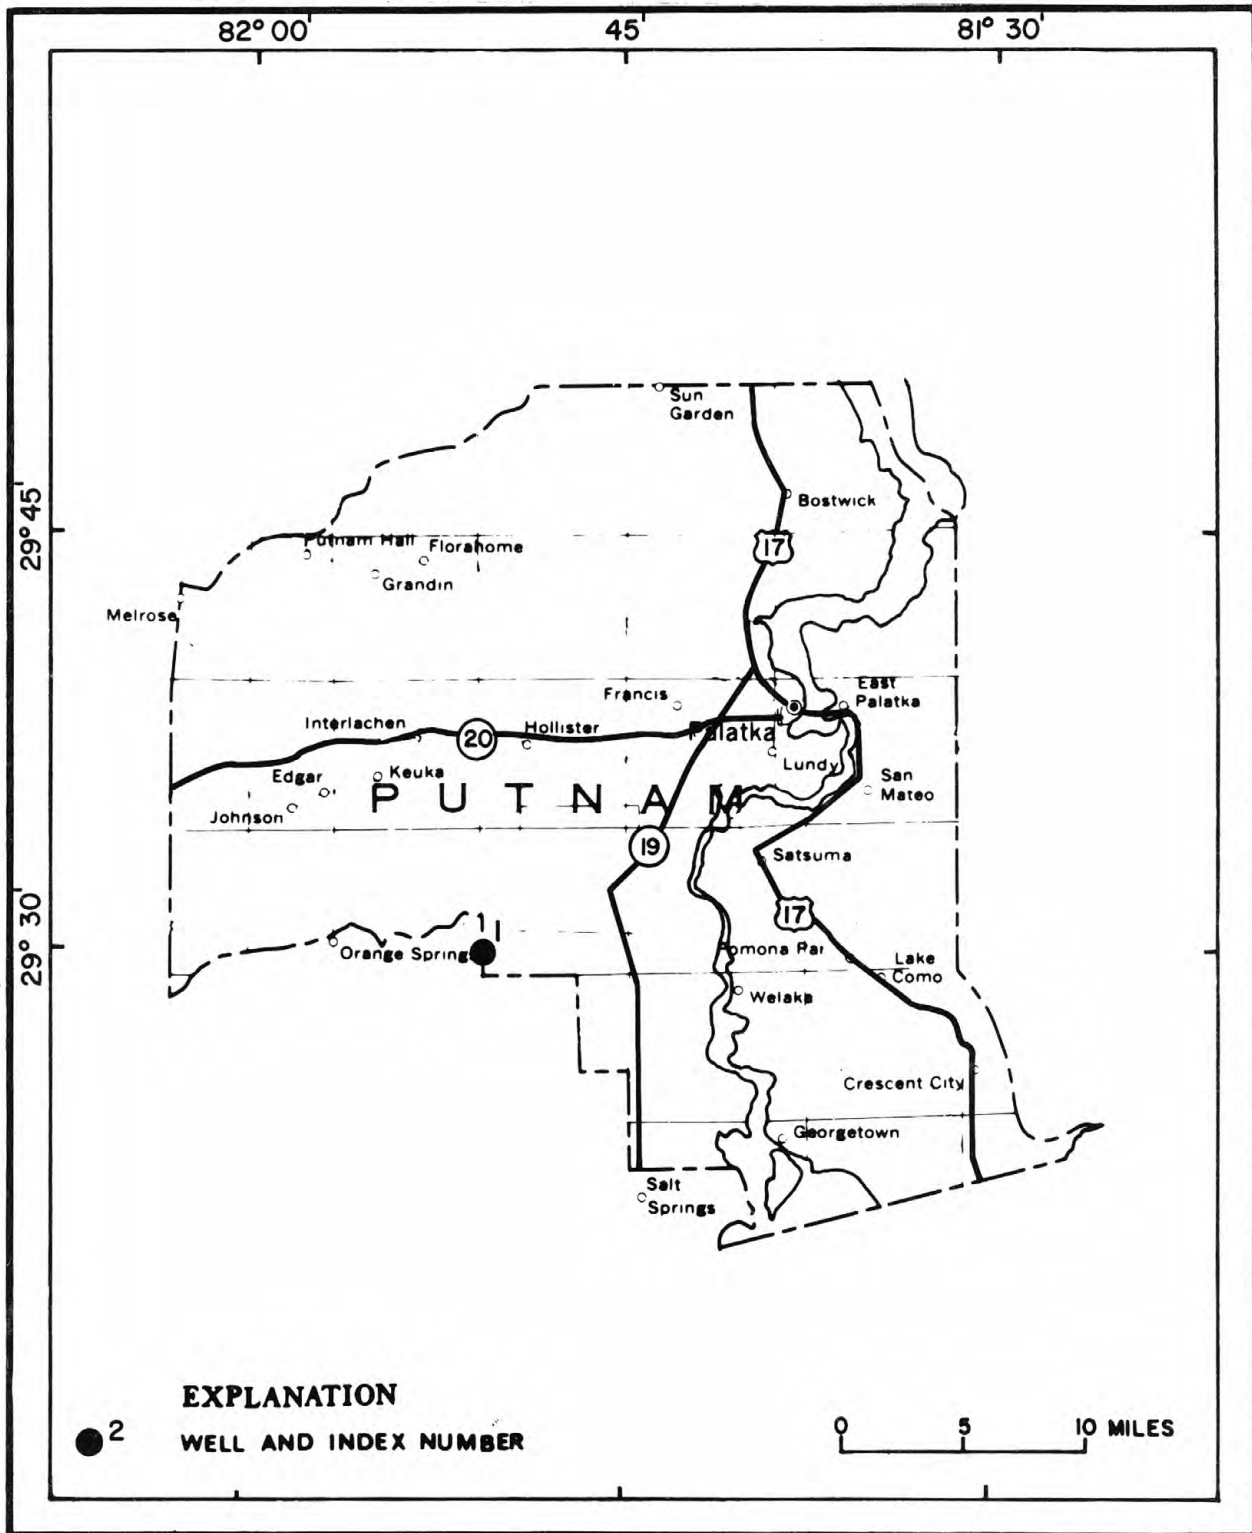 82° 00'
45'
81° 30'
Sun
Garden
29° 45'
Bostwick
17
Putnam Hall
Florahome
Grandin
Melrose
Francis
East
Palatka
Interlachen
20
Hollister
Palatka
Lundy
Edgar
Keuka
San
Mateo
PUTNAM
Johnson
19
Satsuma
29° 30'
17
Orange Springs
Pomona Par
Lake
Como
Welaka
Crescent City
Georgetown
Salt
Springs
EXPLANATION
2
WELL AND INDEX NUMBER
0 5 10 MILES